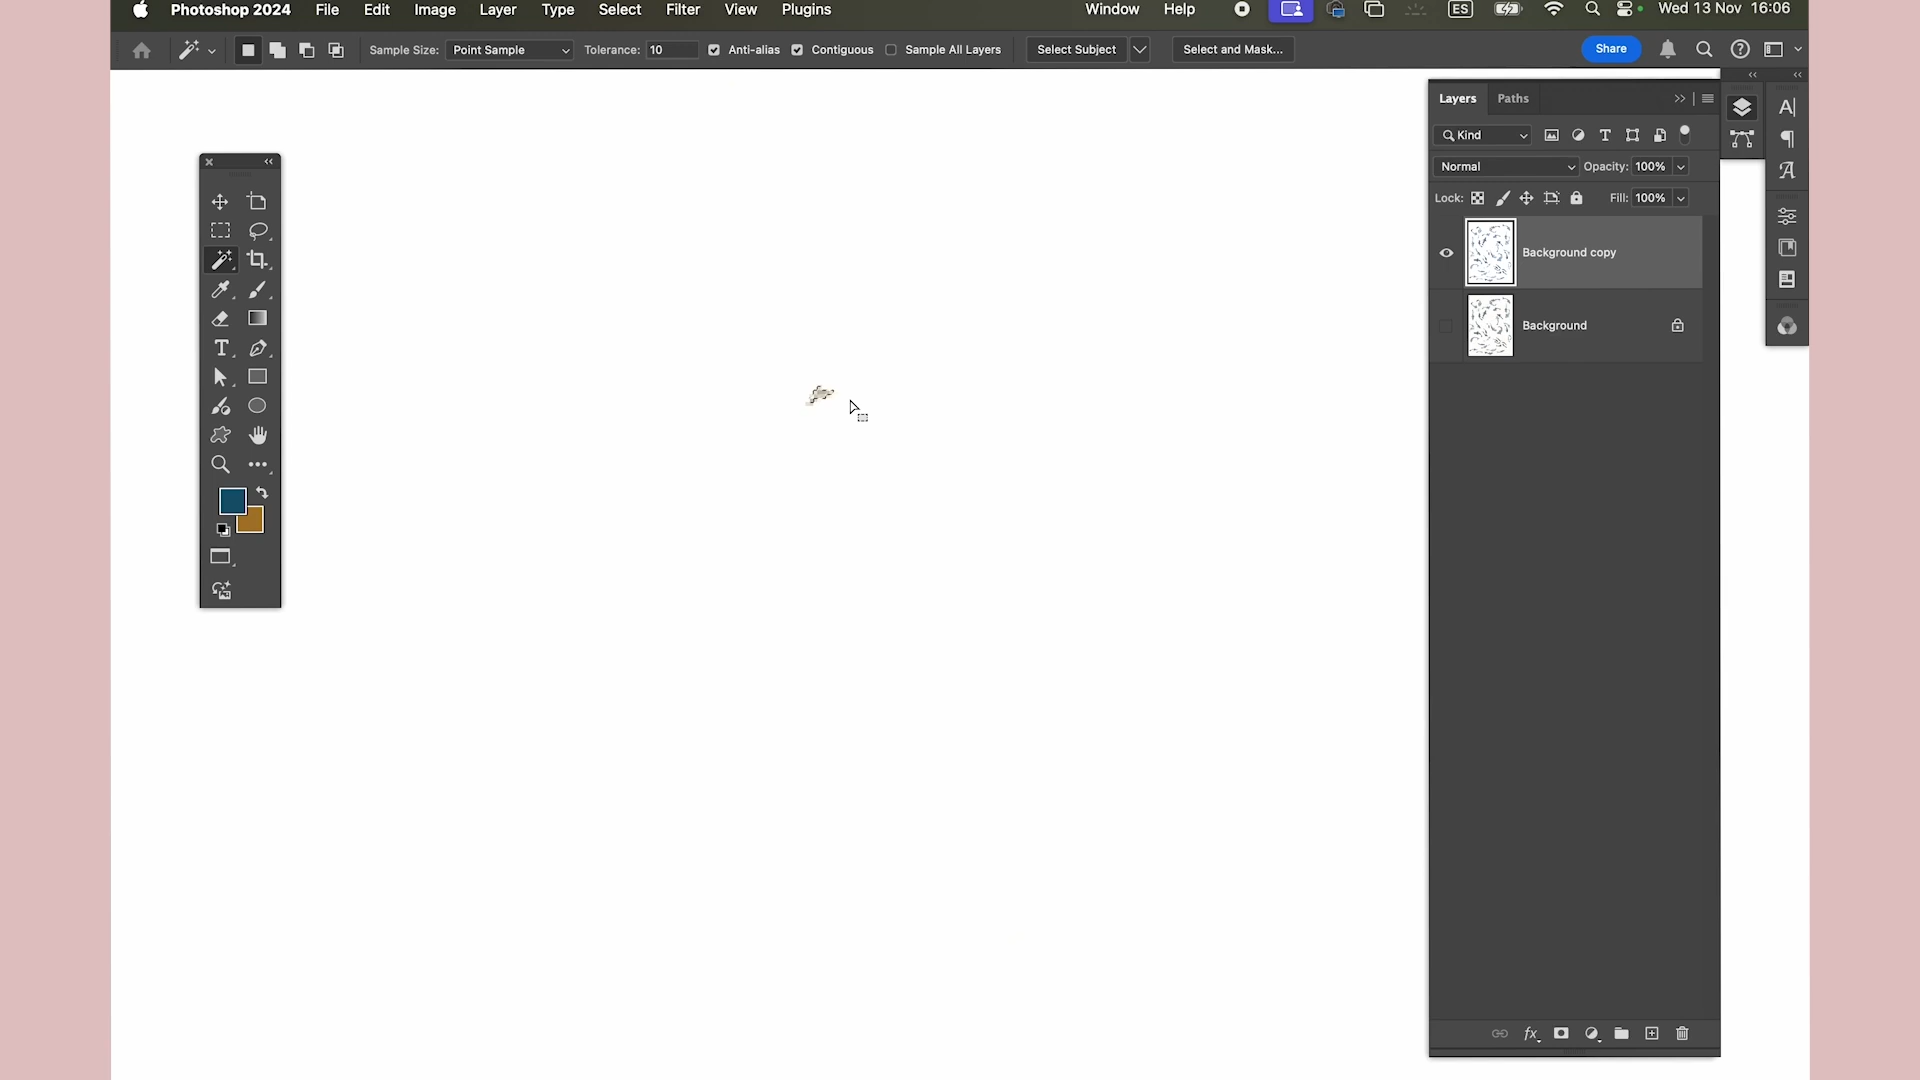 Photoshop 2024 File Edit Image Layer Type Select Filter View Plugins Window Help ES Wed 13 Nov 16:06
Sample Size: Point Sample Tolerance: 10 Anti-alias Contiguous Sample All Layers Select Subject Select and Mask... Share
Layers Paths
Kind
Normal Opacity: 100%
Lock: Fill: 100%
Background copy
Background